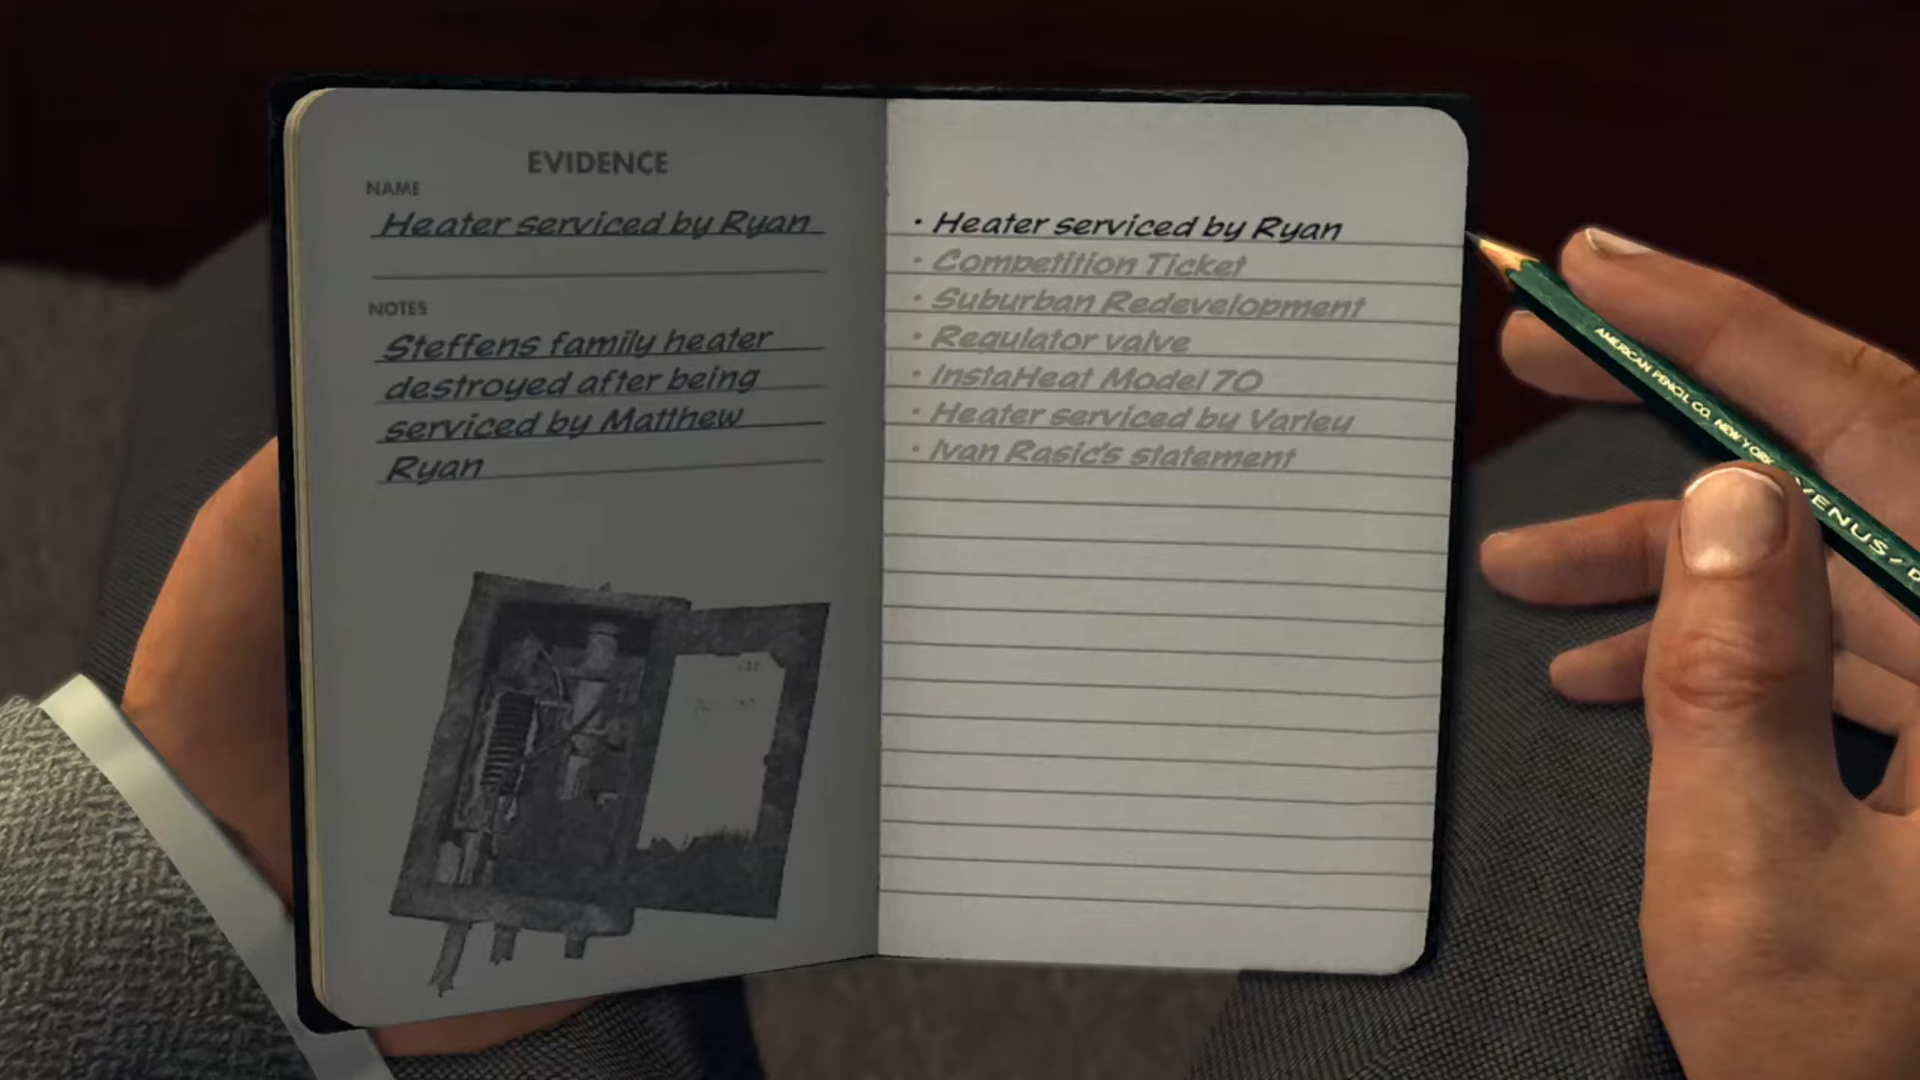 EVIDENCE
NAME
Heater serviced by Ryan
NOTES
Steffens family heater
destroyed after being
serviced by Matthew
Ryan
• Heater serviced by Ryan
• Competition Ticket
• Suburban Redevelopment
• Regulator valve
• InstaHeat Model 70
• Heater serviced by Varley
• Ivan Rasic's statement
AMERICAN PENCIL CO. NEW YORK
VENUS